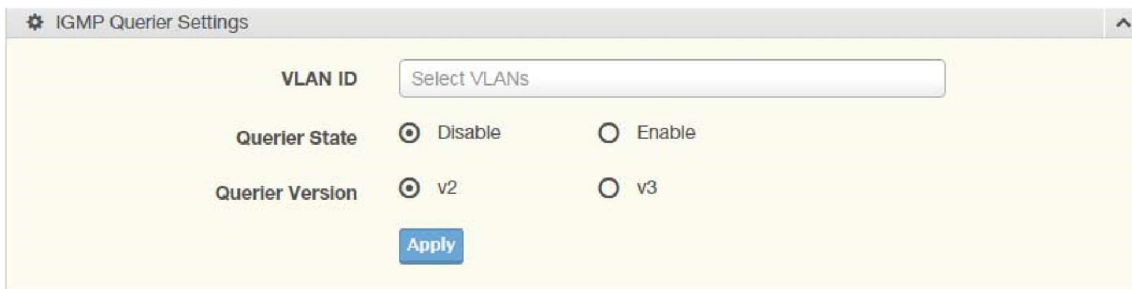 IGMP Querier Settings
VLAN ID Select VLANs
Querier State Disable Enable
Querier Version v2 v3
Apply